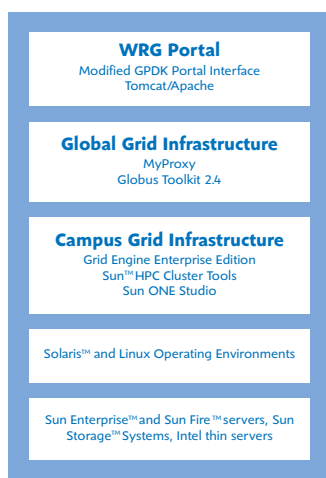 WRG Portal
Modified GPDK Portal Interface
Tomcat/Apache
Global Grid Infrastructure
MyProxy
Globus Toolkit 2.4
Campus Grid Infrastructure
Grid Engine Enterprise Edition
Sun™ HPC Cluster Tools
Sun ONE Studio
Solaris™ and Linux Operating Environments
Sun Enterprise™ and Sun Fire™ servers, Sun
Storage™ Systems, Intel thin servers